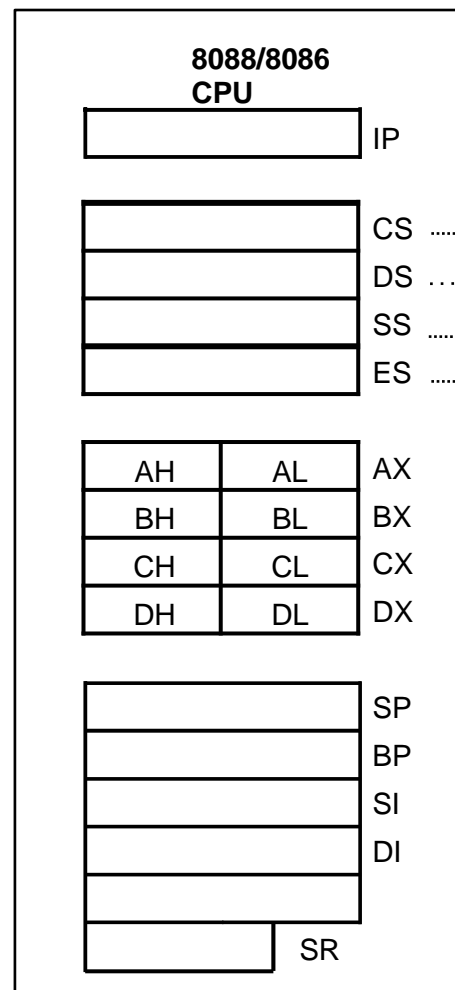 8088/8086
CPU
IP
CS .....
DS ...
SS .....
ES .....
AH AL AX
BH BL BX
CH CL CX
DH DL DX
SP
BP
SI
DI
SR